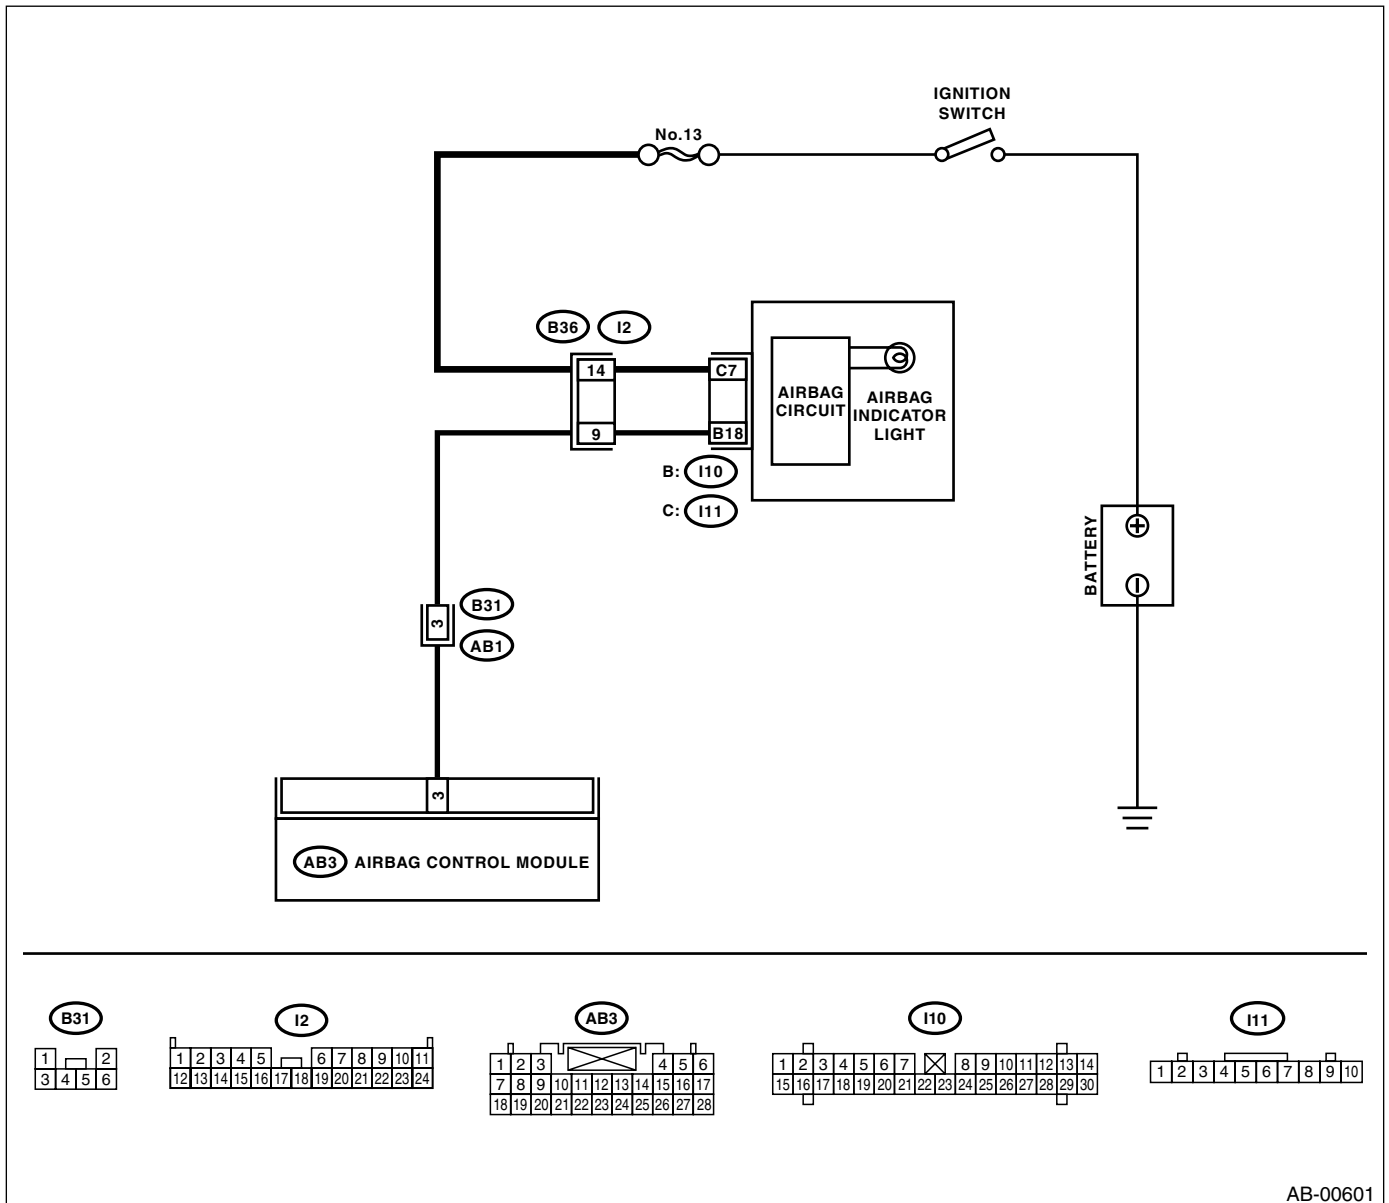 IGNITION
SWITCH
No.13
B36 I2
14 C7
AIRBAG
CIRCUIT
AIRBAG
INDICATOR
LIGHT
9 B18
B: I10
C: I11
BATTERY
B31
3
AB1
3
AB3 AIRBAG CONTROL MODULE
B31
1 2
3 4 5 6
I2
1 2 3 4 5 6 7 8 9 10 11
12 13 14 15 16 17 18 19 20 21 22 23 24
AB3
1 2 3 4 5 6
7 8 9 10 11 12 13 14 15 16 17
18 19 20 21 22 23 24 25 26 27 28
I10
1 2 3 4 5 6 7 8 9 10 11 12 13 14
15 16 17 18 19 20 21 22 23 24 25 26 27 28 29 30
I11
1 2 3 4 5 6 7 8 9 10
AB-00601